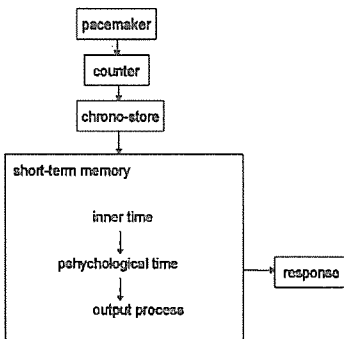 pacemaker
counter
chrono-store
short-term memory
inner time
pshychological time
output process
response